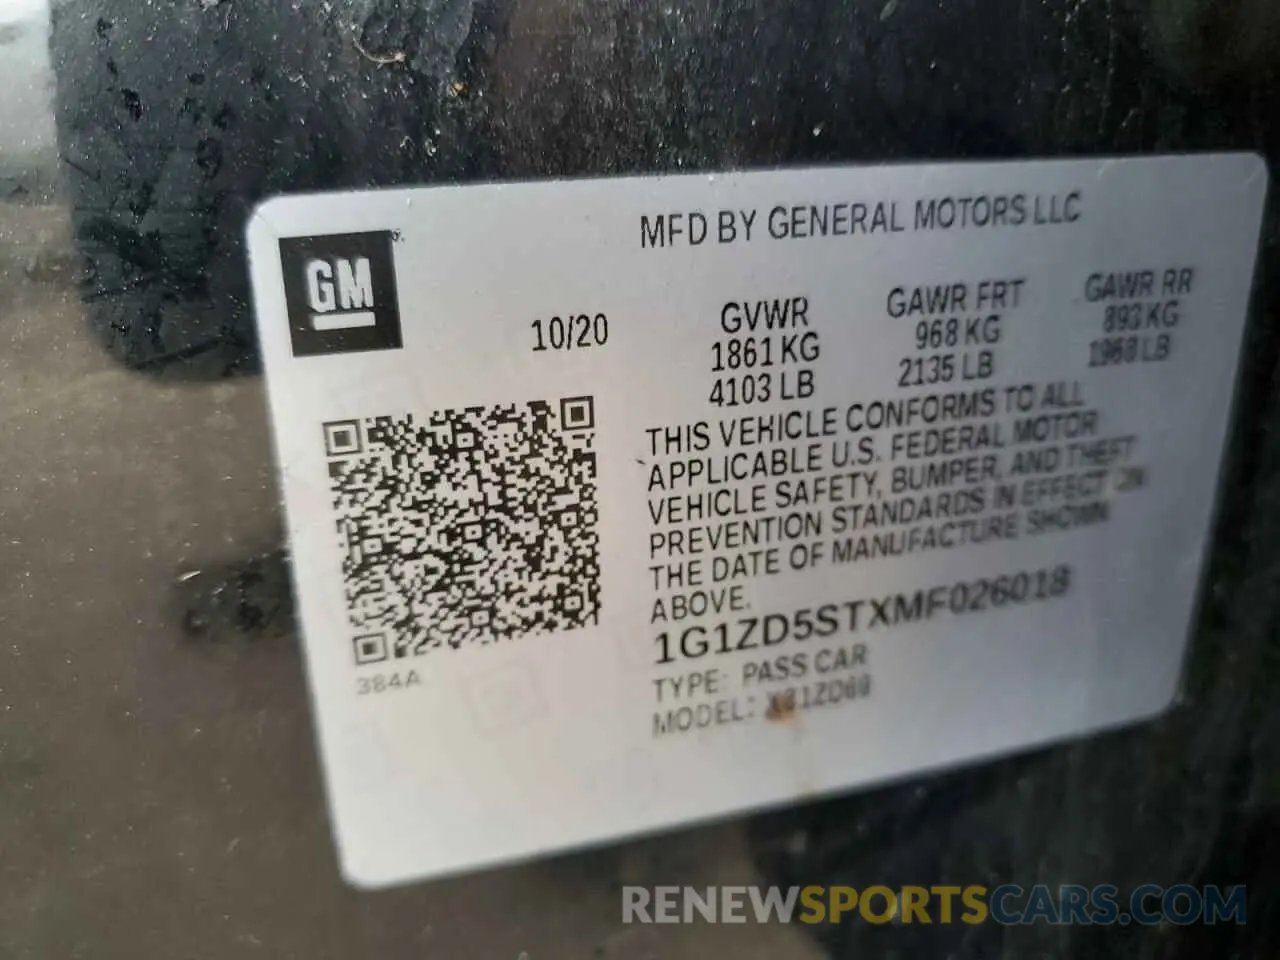 MFD BY GENERAL MOTORS LLC
GM
10/20
GVWR GAWR FRT GAWR RR
1861 KG 968 KG 893 KG
4103 LB 2135 LB 1968 LB
THIS VEHICLE CONFORMS TO ALL
APPLICABLE U.S. FEDERAL MOTOR
VEHICLE SAFETY, BUMPER, AND THEFT
PREVENTION STANDARDS IN EFFECT ON
THE DATE OF MANUFACTURE SHOWN
ABOVE.
1G1ZD5STXMF026018
TYPE: PASS CAR
MODEL:
384A
RENEWSPORTSCARS.COM